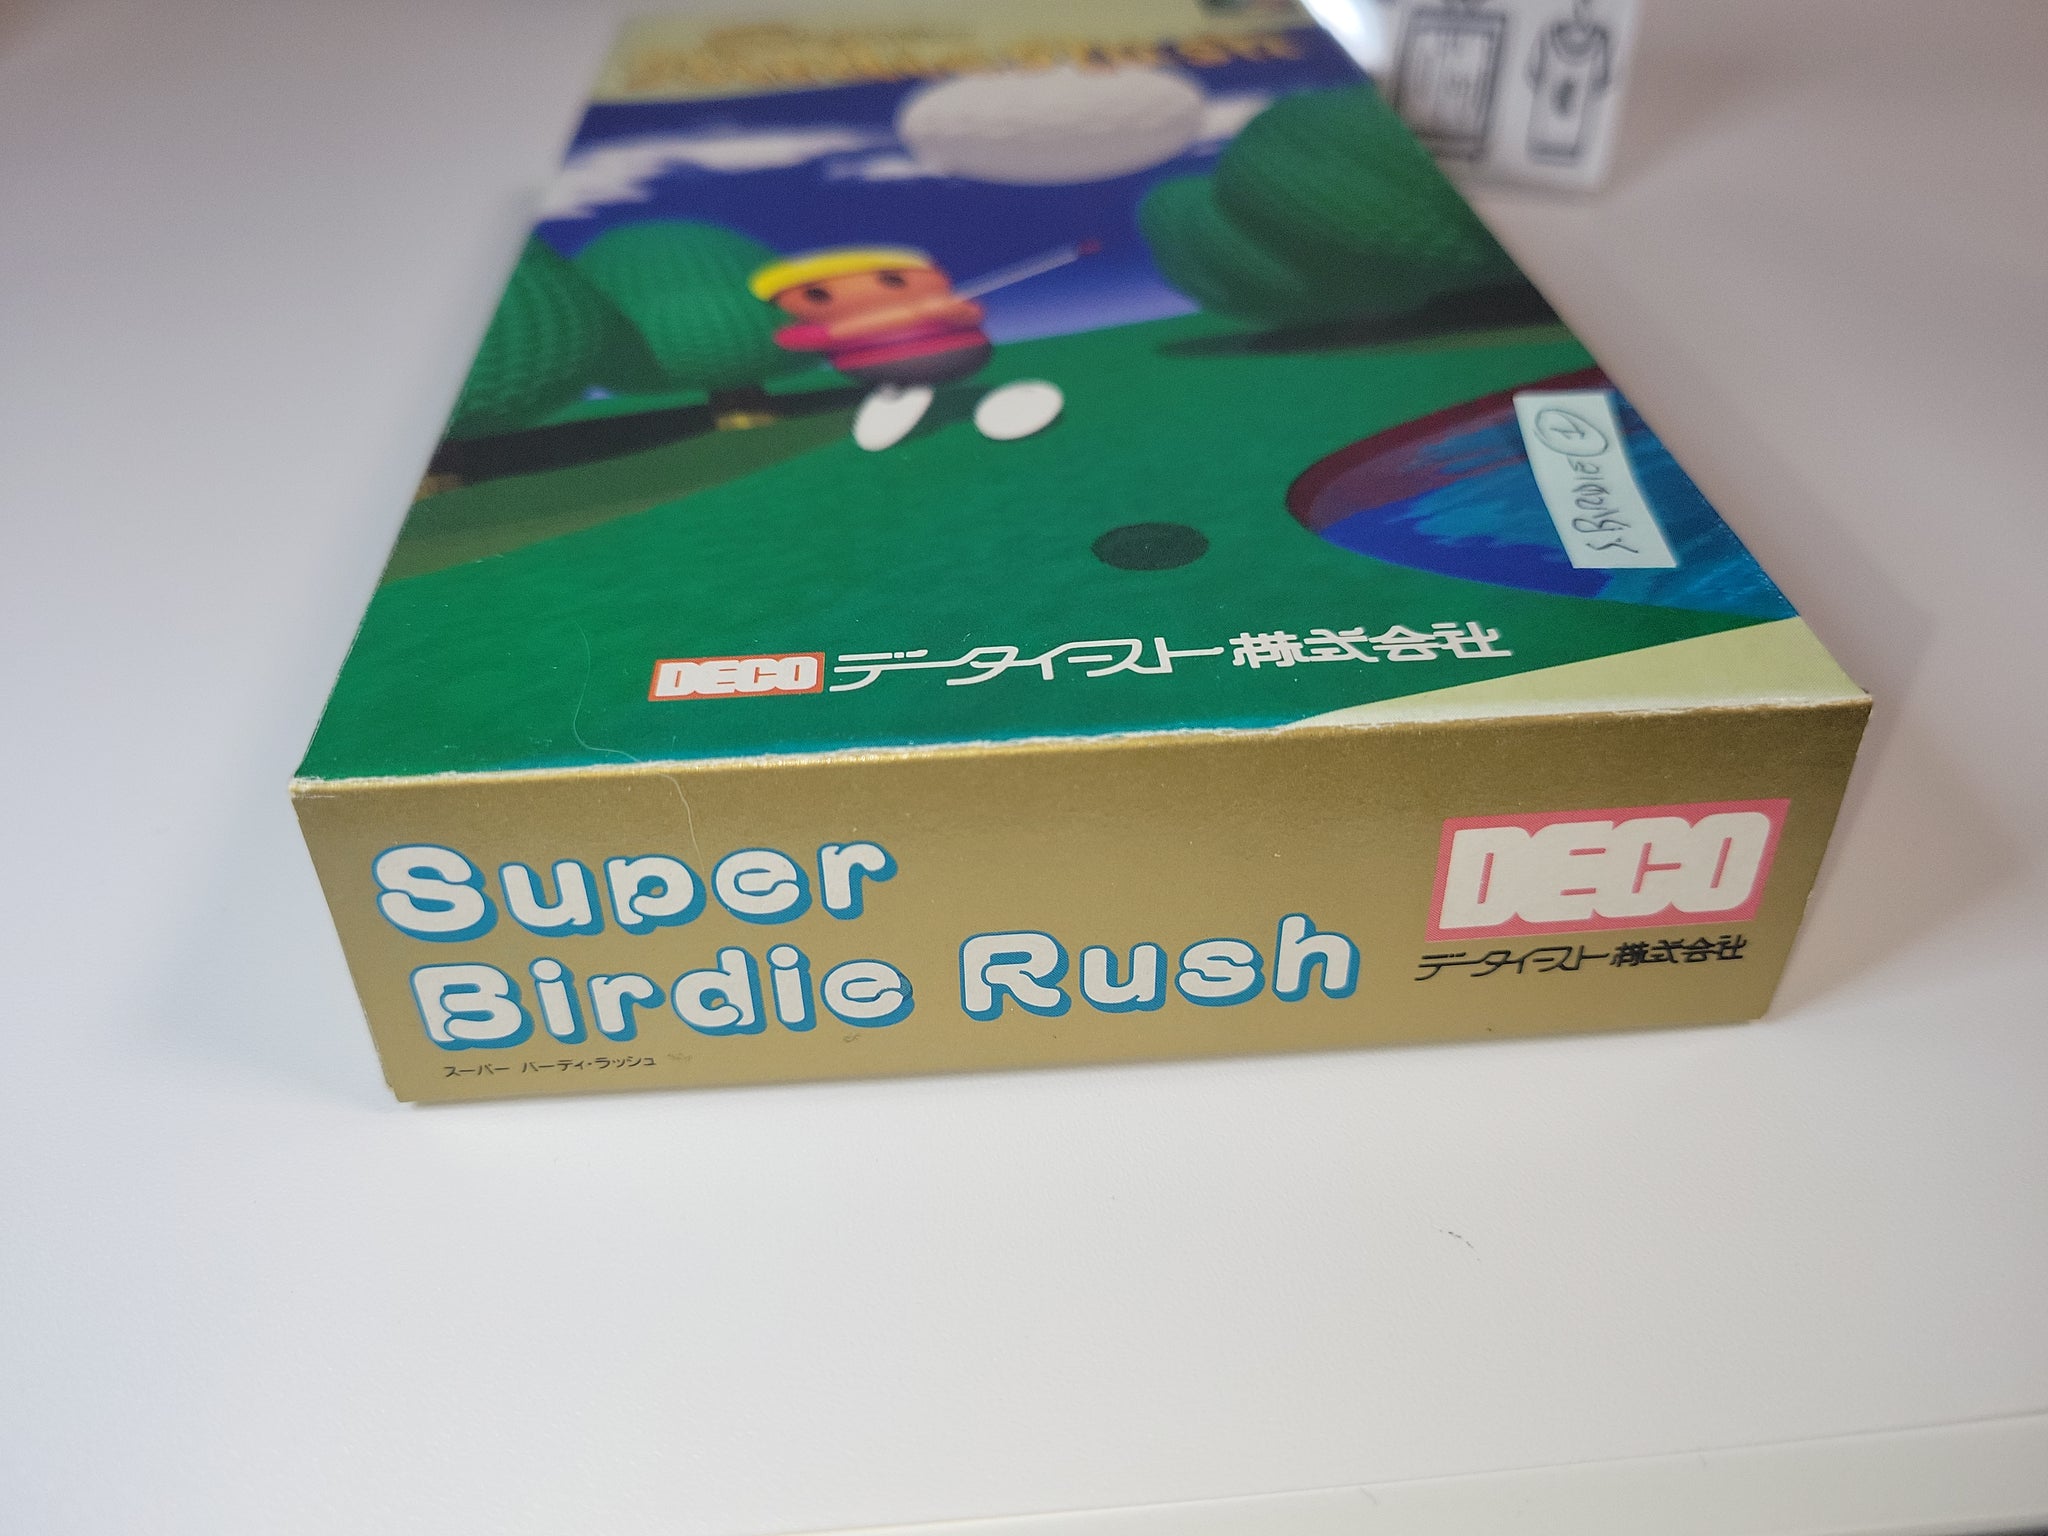 S. BIRDIE 1
DECO データイースト株式会社
Super
Birdie Rush
スーパー バーディ・ラッシュ
DECO
データイースト株式会社